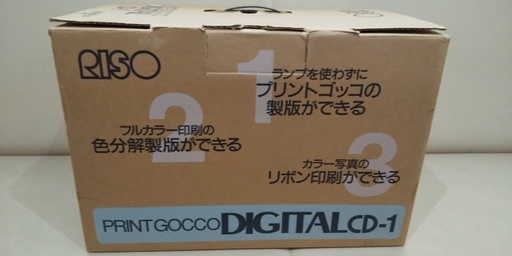 RISO
1
ランプを使わずに
プリントゴッコの
製版ができる
2
フルカラー印刷の
色分解製版ができる
3
カラー写真の
リボン印刷ができる
PRINT GOCCO DIGITAL CD-1